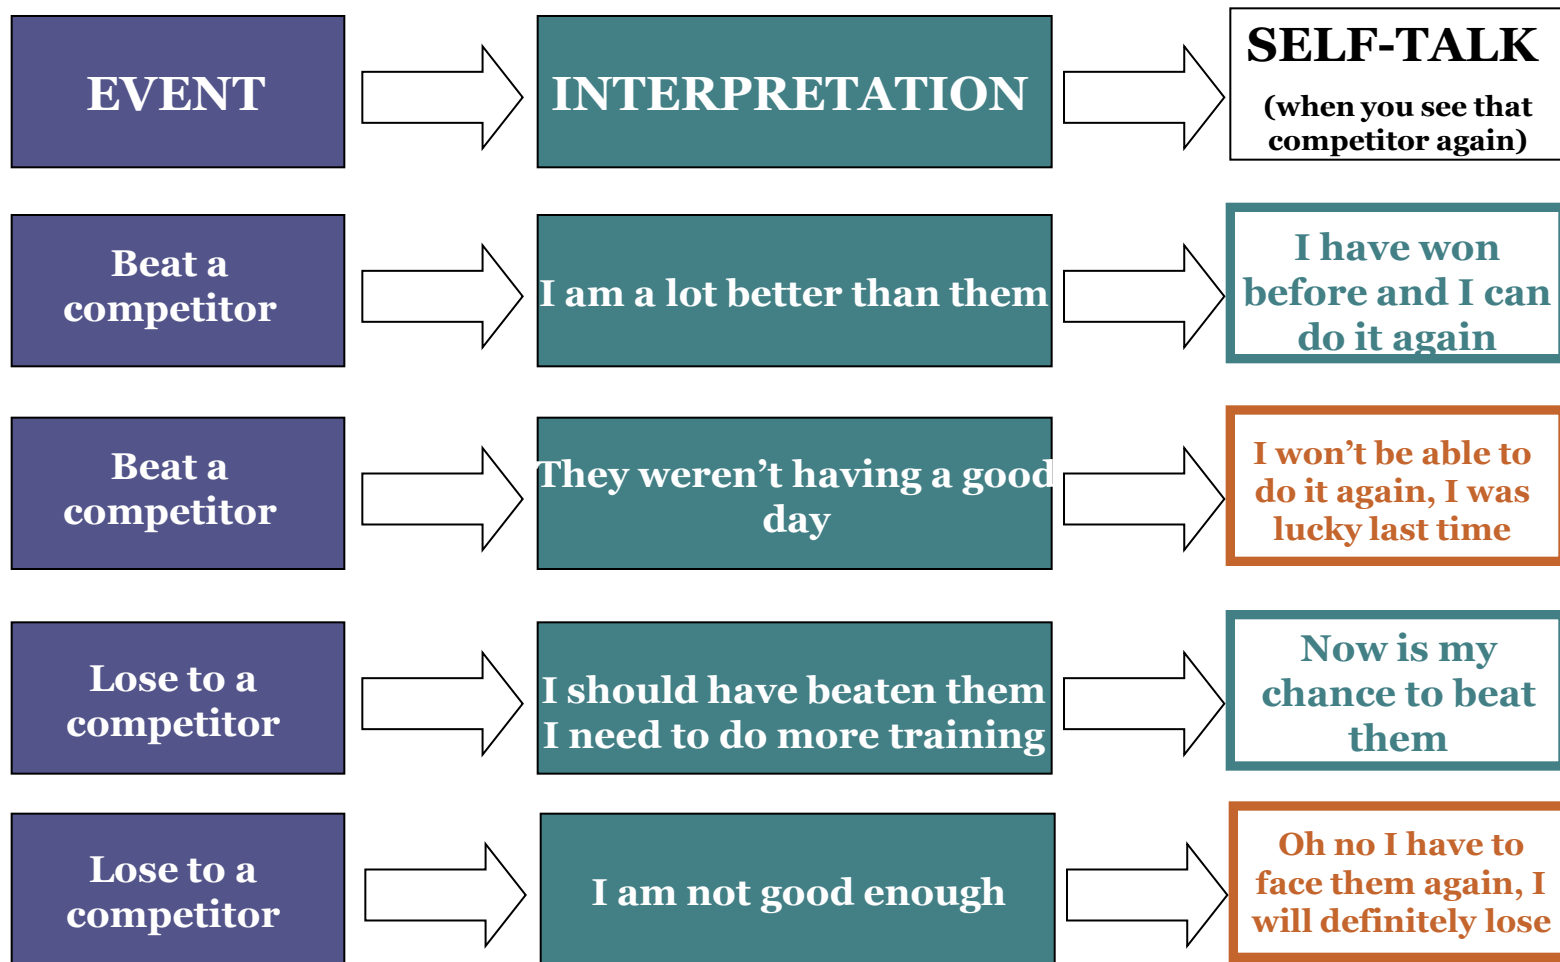 EVENT
INTERPRETATION
SELF-TALK
(when you see that
competitor again)
Beat a
competitor
I am a lot better than them
I have won
before and I can
do it again
Beat a
competitor
They weren’t having a good
day
I won’t be able to
do it again, I was
lucky last time
Lose to a
competitor
I should have beaten them
I need to do more training
Now is my
chance to beat
them
Lose to a
competitor
I am not good enough
Oh no I have to
face them again, I
will definitely lose